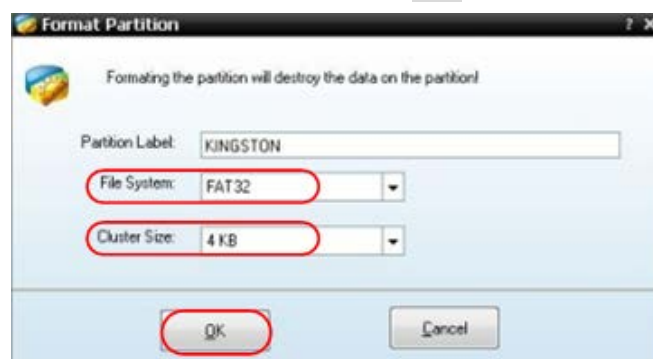 Format Partition
Formating the partition will destroy the data on the partition!
Partition Label: KINGSTON
File System: FAT32
Cluster Size: 4 KB
OK Cancel